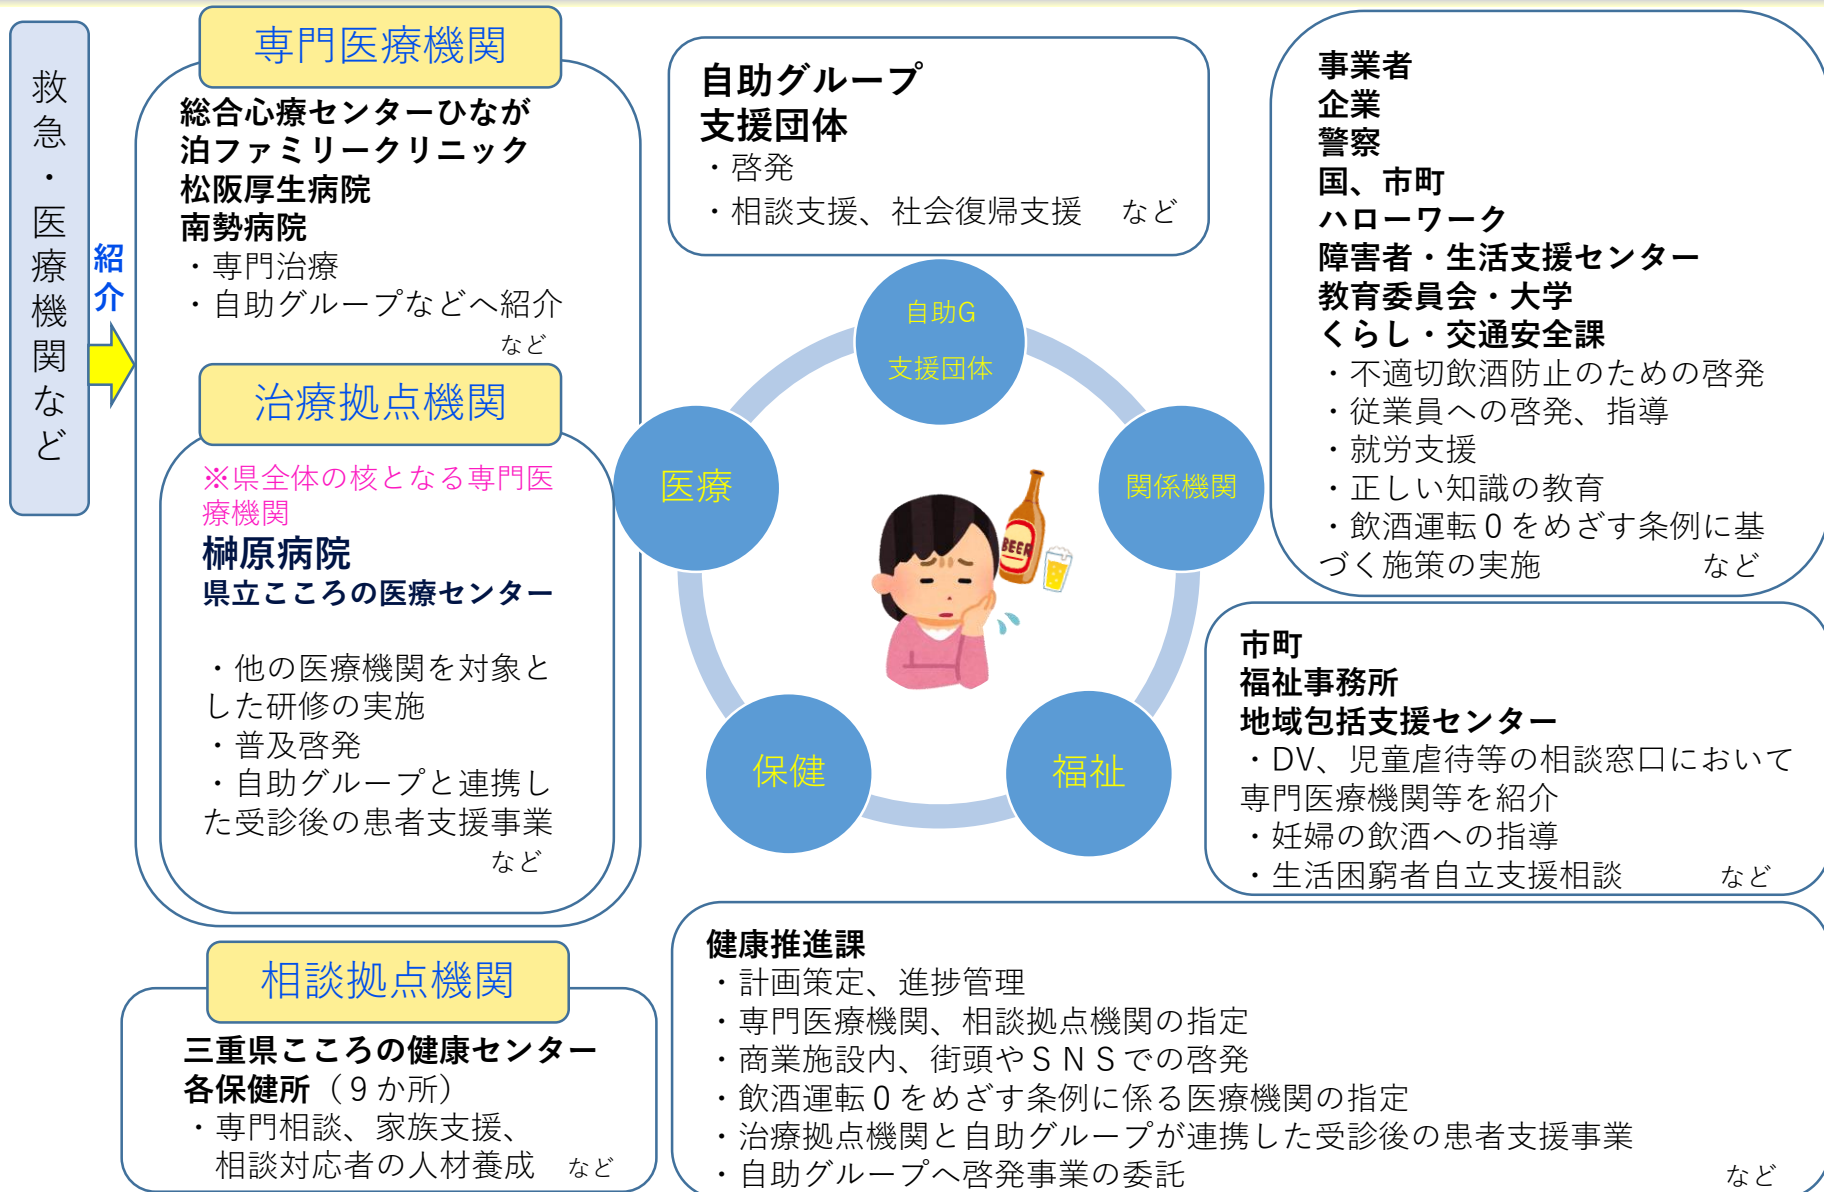 救急・医療機関など
紹介
専門医療機関
総合心療センターひなが
泊ファミリークリニック
松阪厚生病院
南勢病院
・専門治療
・自助グループなどへ紹介
など
治療拠点機関
※県全体の核となる専門医
療機関
榊原病院
県立こころの医療センター
・他の医療機関を対象と
した研修の実施
・普及啓発
・自助グループと連携し
た受診後の患者支援事業
など
相談拠点機関
三重県こころの健康センター
各保健所（９か所）
・専門相談、家族支援、
相談対応者の人材養成　など
自助グループ
支援団体
・啓発
・相談支援、社会復帰支援　など
自助G
支援団体
医療
関係機関
BEER
保健
福祉
事業者
企業
警察
国、市町
ハローワーク
障害者・生活支援センター
教育委員会・大学
くらし・交通安全課
・不適切飲酒防止のための啓発
・従業員への啓発、指導
・就労支援
・正しい知識の教育
・飲酒運転０をめざす条例に基
づく施策の実施　など
市町
福祉事務所
地域包括支援センター
・DV、児童虐待等の相談窓口において
専門医療機関等を紹介
・妊婦の飲酒への指導
・生活困窮者自立支援相談　など
健康推進課
・計画策定、進捗管理
・専門医療機関、相談拠点機関の指定
・商業施設内、街頭やＳＮＳでの啓発
・飲酒運転０をめざす条例に係る医療機関の指定
・治療拠点機関と自助グループが連携した受診後の患者支援事業
・自助グループへ啓発事業の委託　など